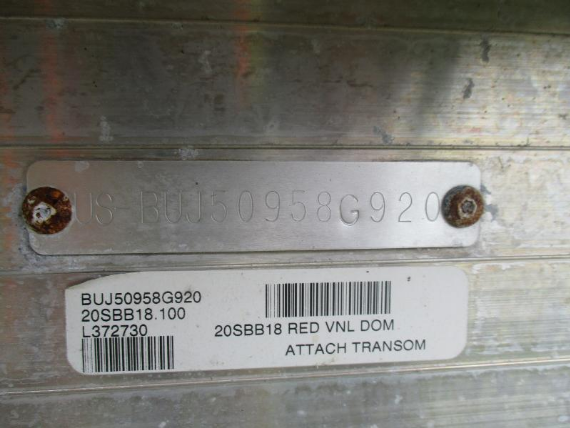 US-BUJ50958G920
BUJ50958G920
20SBB18.100
L372730
20SBB18 RED VNL DOM
ATTACH TRANSOM